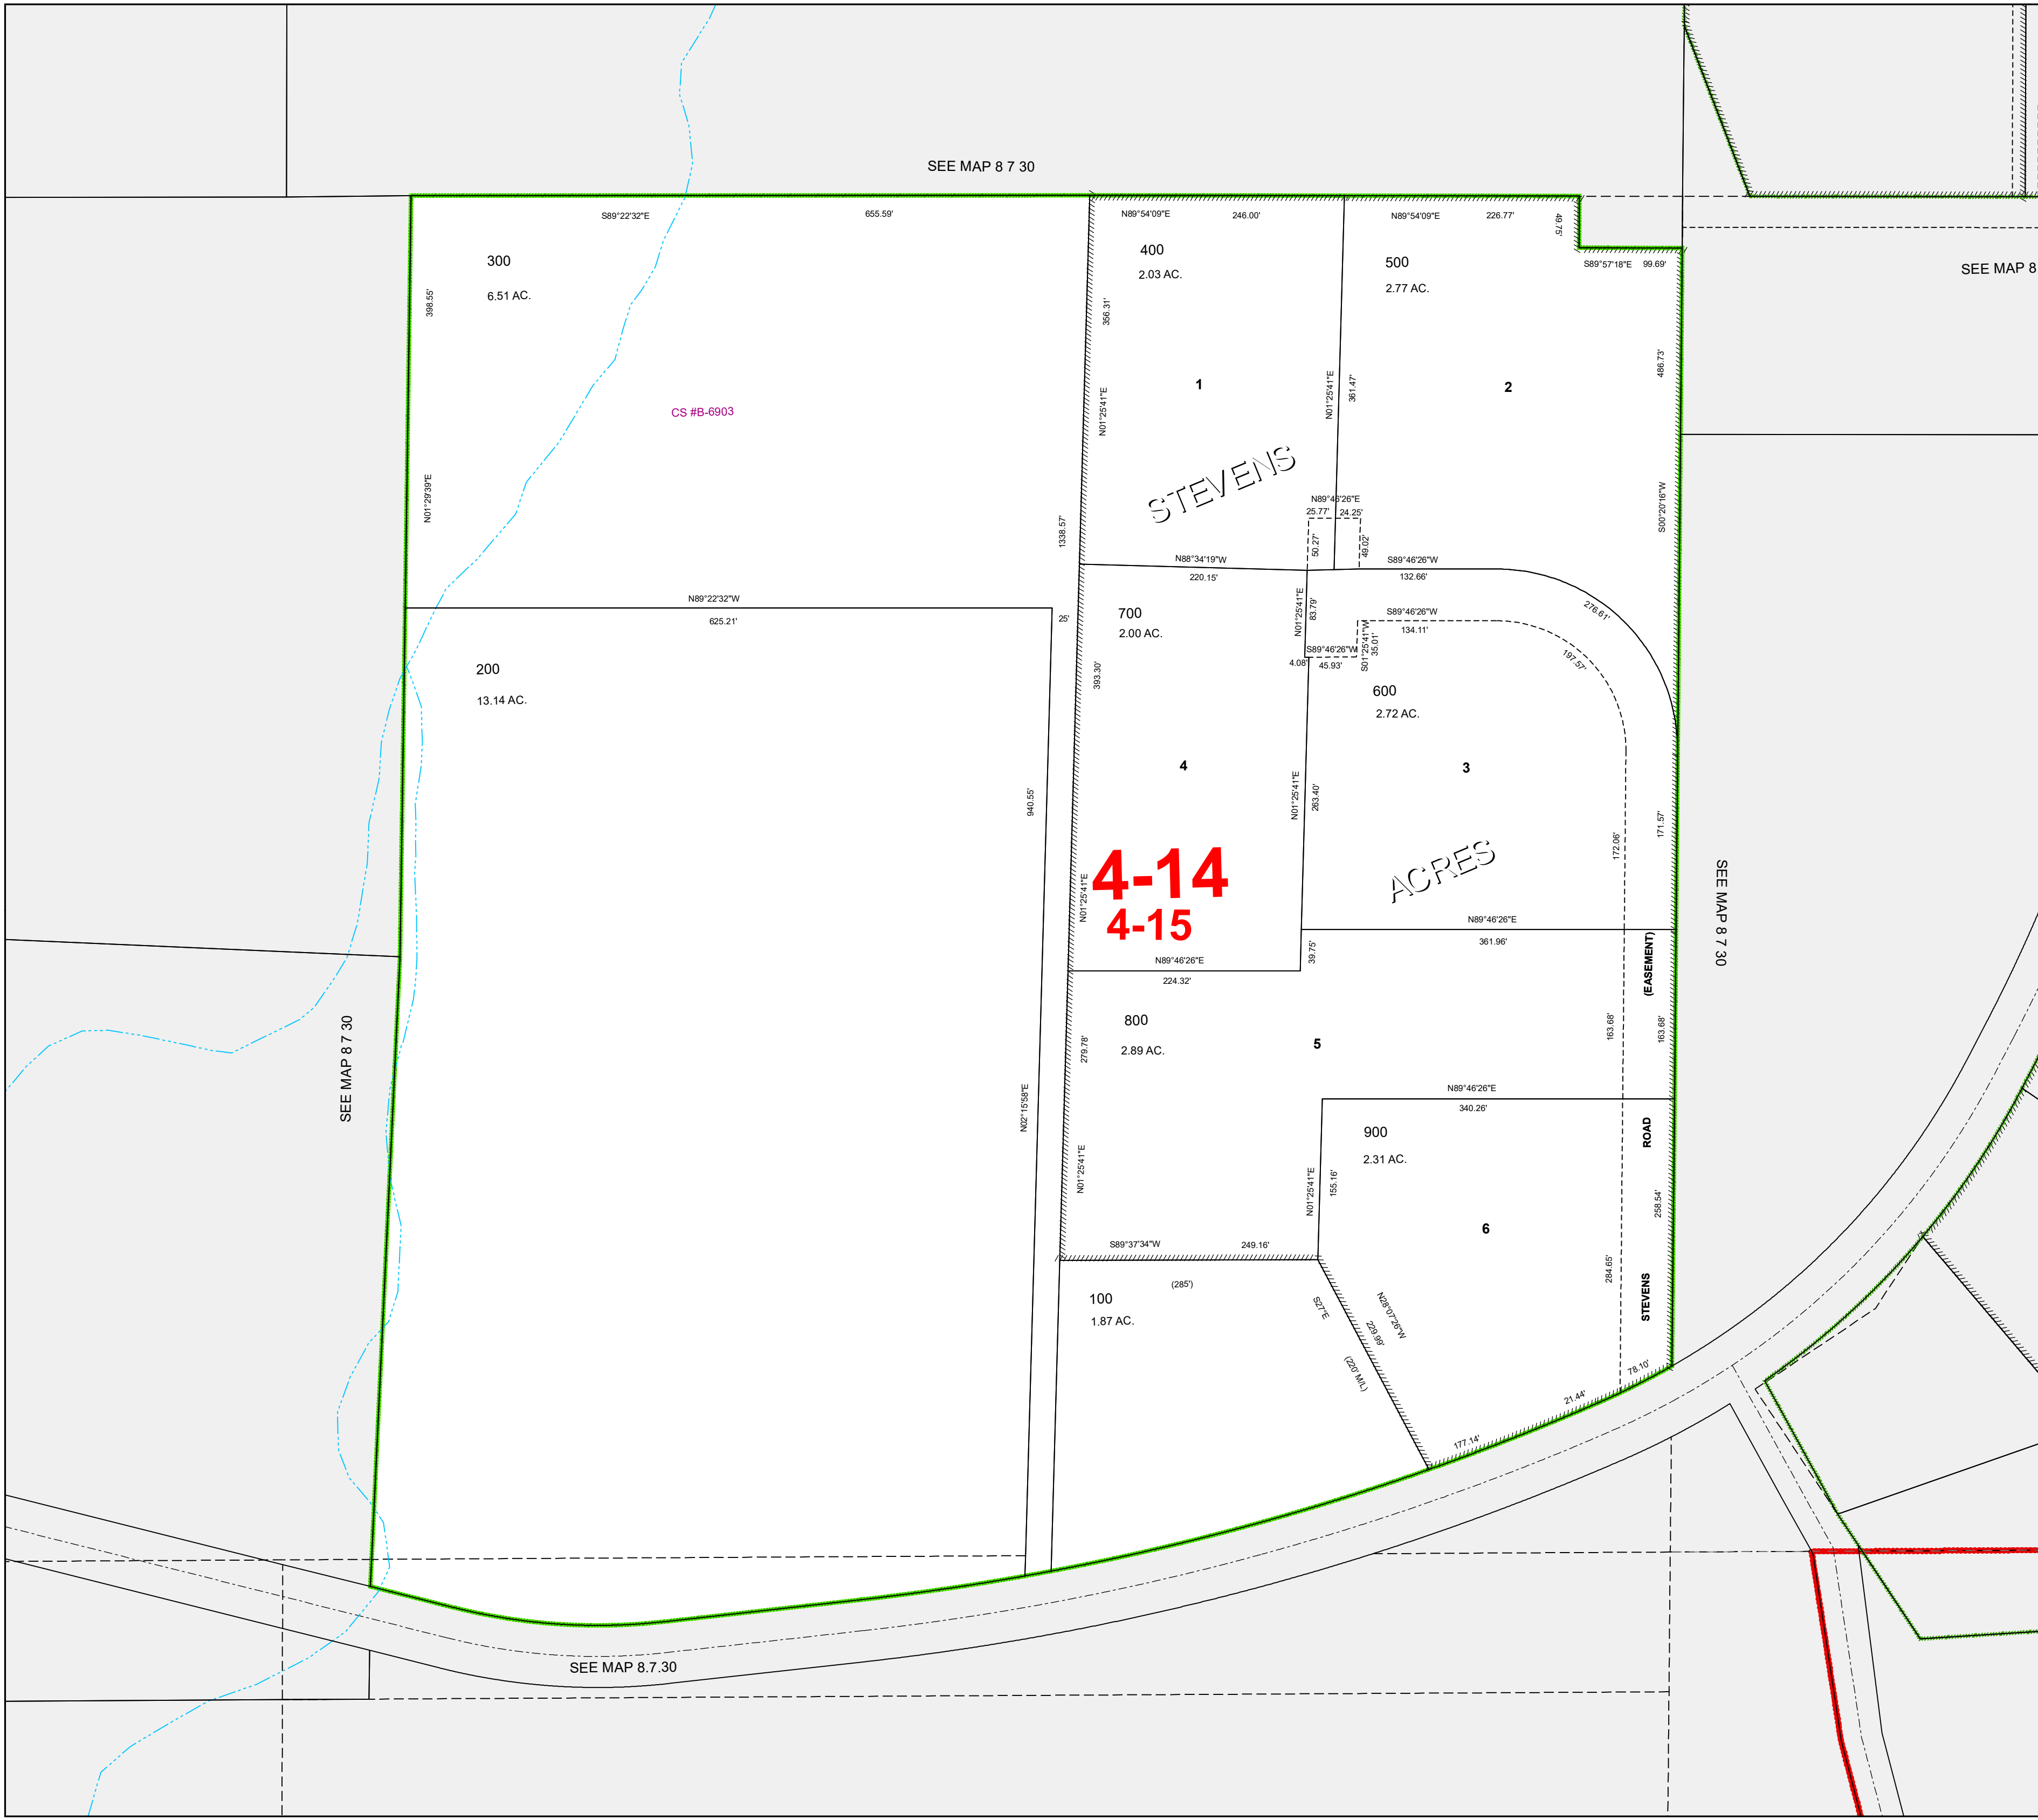 SEE MAP 8 7 30
S89°22'32"E
655.59'
N89°54'09"E
246.00'
N89°54'09"E
226.77'
49.75'
S89°57'18"E
99.69'
SEE MAP 8
300
6.51 AC.
398.55'
N01°29'39"E
CS #B-6903
400
2.03 AC.
356.31'
N01°25'41"E
1
500
2.77 AC.
N01°25'41"E
361.47'
2
486.73'
S00°20'16"W
STEVENS
N89°46'26"E
25.77'
24.25'
50.27'
49.02'
1338.57'
N88°34'19"W
220.15'
S89°46'26"W
132.66'
276.61'
N89°22'32"W
625.21'
25'
700
2.00 AC.
N01°25'41"E
83.79'
S89°46'26"W
134.11'
S01°25'41"W
35.01'
S89°46'26"W
4.08'
45.93'
197.57'
200
13.14 AC.
393.30'
600
2.72 AC.
4
3
940.55'
N01°25'41"E
263.40'
172.06'
171.57'
4-14
4-15
N01°25'41"E
ACRES
N89°46'26"E
361.96'
39.75'
N89°46'26"E
224.32'
(EASEMENT)
SEE MAP 8 7 30
SEE MAP 8 7 30
800
2.89 AC.
5
279.78'
163.68'
163.68'
N02°15'58"E
N01°25'41"E
N89°46'26"E
340.26'
900
2.31 AC.
ROAD
N01°25'41"E
155.16'
258.54'
6
S89°37'34"W
249.16'
(285')
284.65'
STEVENS
100
1.87 AC.
S27°E
N28°07'26"W
229.99'
(220' M/L)
78.10'
21.44'
177.14'
SEE MAP 8.7.30